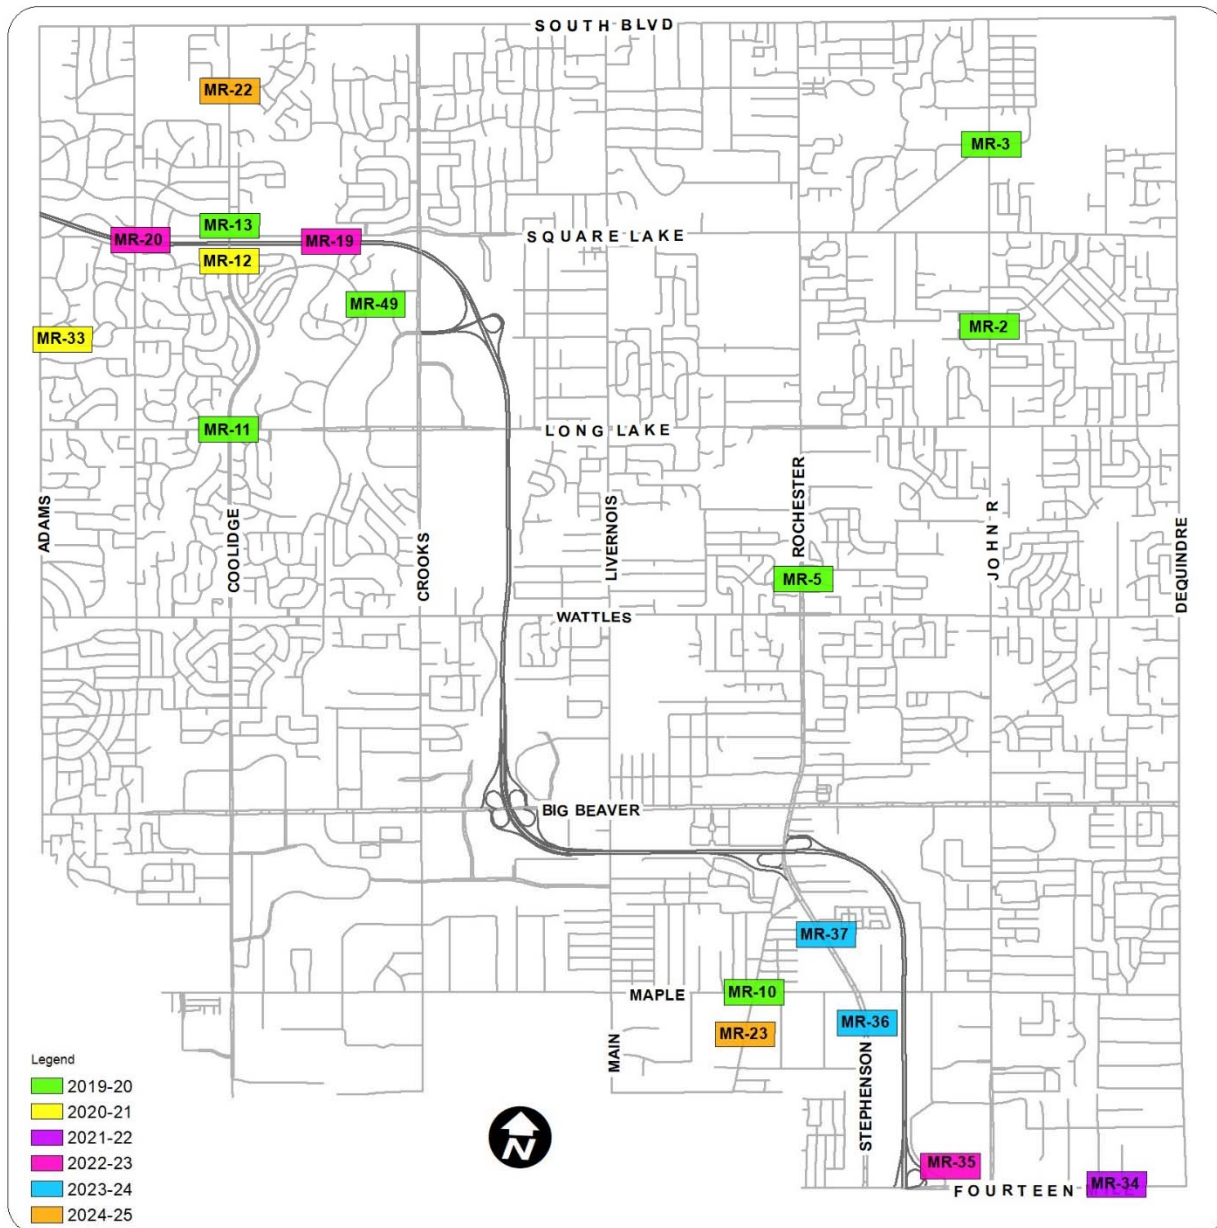 SOUTH BLVD
MR-22
MR-3
MR-13
MR-20
MR-19
SQUARE LAKE
MR-12
MR-49
MR-33
MR-2
MR-11
LONG LAKE
ADAMS
COOLIDGE
CROOKS
LIVERNOIS
ROCHESTER
JOHN R
DEQUINDRE
MR-5
WATTLES
BIG BEAVER
MR-37
MAPLE
MR-10
MR-36
MR-23
MAIN
STEPHENSON
Legend
2019-20
2020-21
2021-22
2022-23
2023-24
2024-25
N
MR-35
MR-34
FOURTEEN